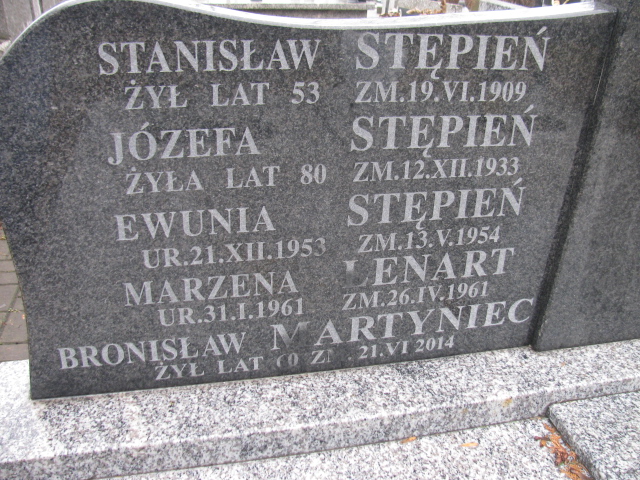 STANISŁAW STĘPIEŃ
ŻYŁ LAT 53 ZM.19.VI.1909
JÓZEFA STĘPIEŃ
ŻYŁA LAT 80 ZM.12.XII.1933
EWUNIA STĘPIEŃ
UR.21.XII.1953 ZM.13.V.1954
MARZENA LENART
UR.31.I.1961 ZM.26.IV.1961
BRONISŁAW MARTYNIEC
ŻYŁ LAT ZM.21.VI 2014